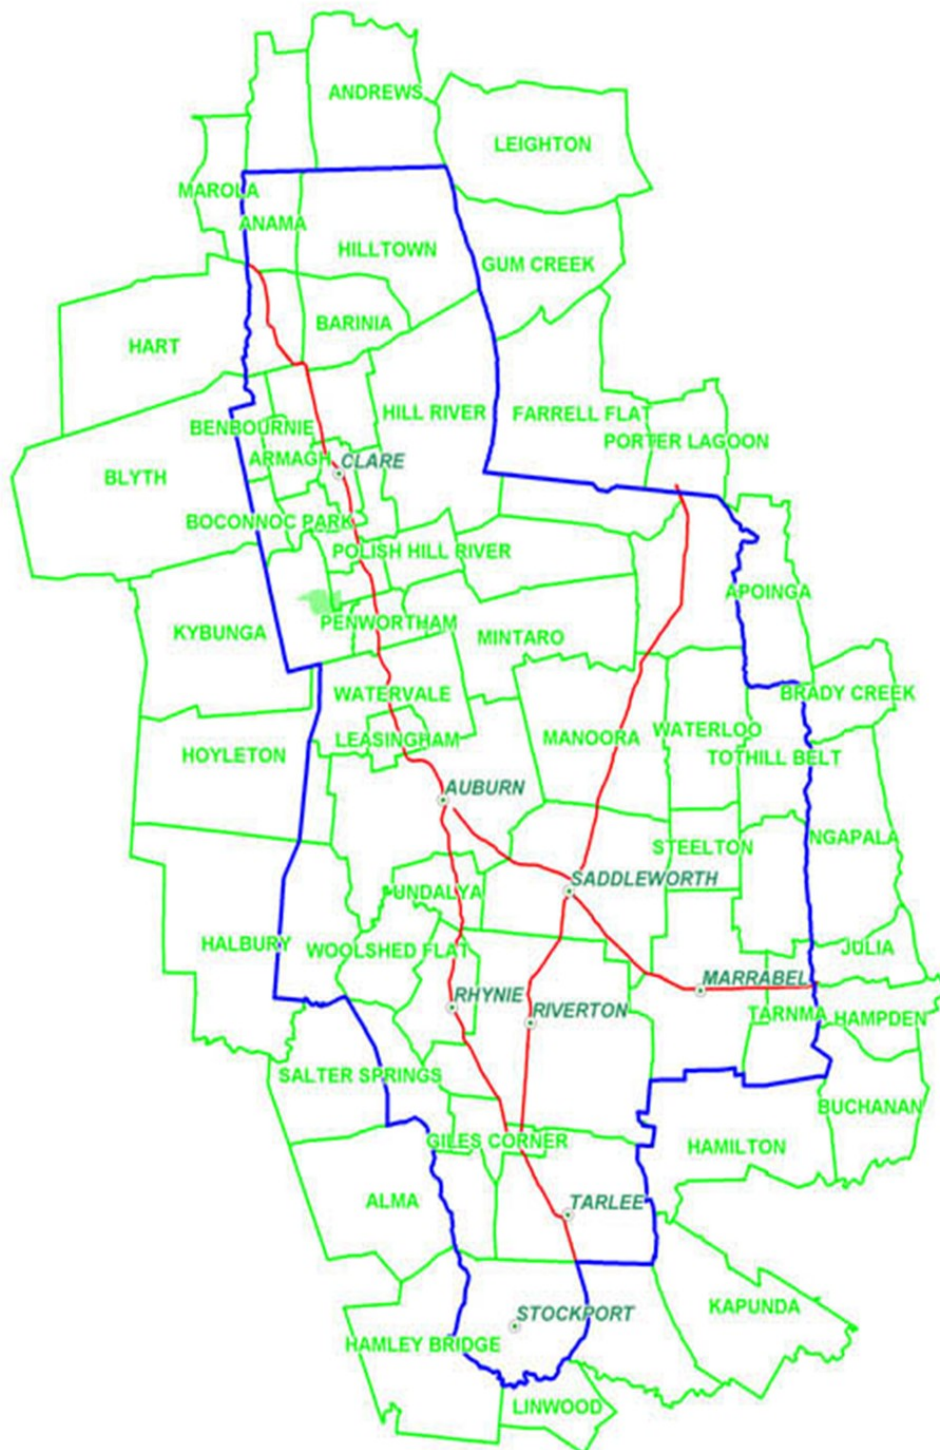 ANDREWS
LEIGHTON
MAROLA
ANAMA
HILLTOWN
GUM CREEK
BARINIA
HART
HILL RIVER
FARRELL FLAT
BENBOURNIE
PORTER LAGOON
ARMAGH
CLARE
BLYTH
BOCONNOC PARK
POLISH HILL RIVER
APOINGA
PENWORTHAM
KYBUNGA
MINTARO
WATERVALE
BRADY CREEK
WATERLOO
LEASINGHAM
MANOORA
HOYLETON
TOTHILL BELT
AUBURN
NGAPALA
STEELTON
SADDLEWORTH
UNDALYA
HALBURY
WOOLSHED FLAT
JULIA
MARRABEL
RHYNIE
RIVERTON
TARNMA
HAMPDEN
SALTER SPRINGS
BUCHANAN
GILES CORNER
HAMILTON
ALMA
TARLEE
KAPUNDA
STOCKPORT
HAMLEY BRIDGE
LINWOOD